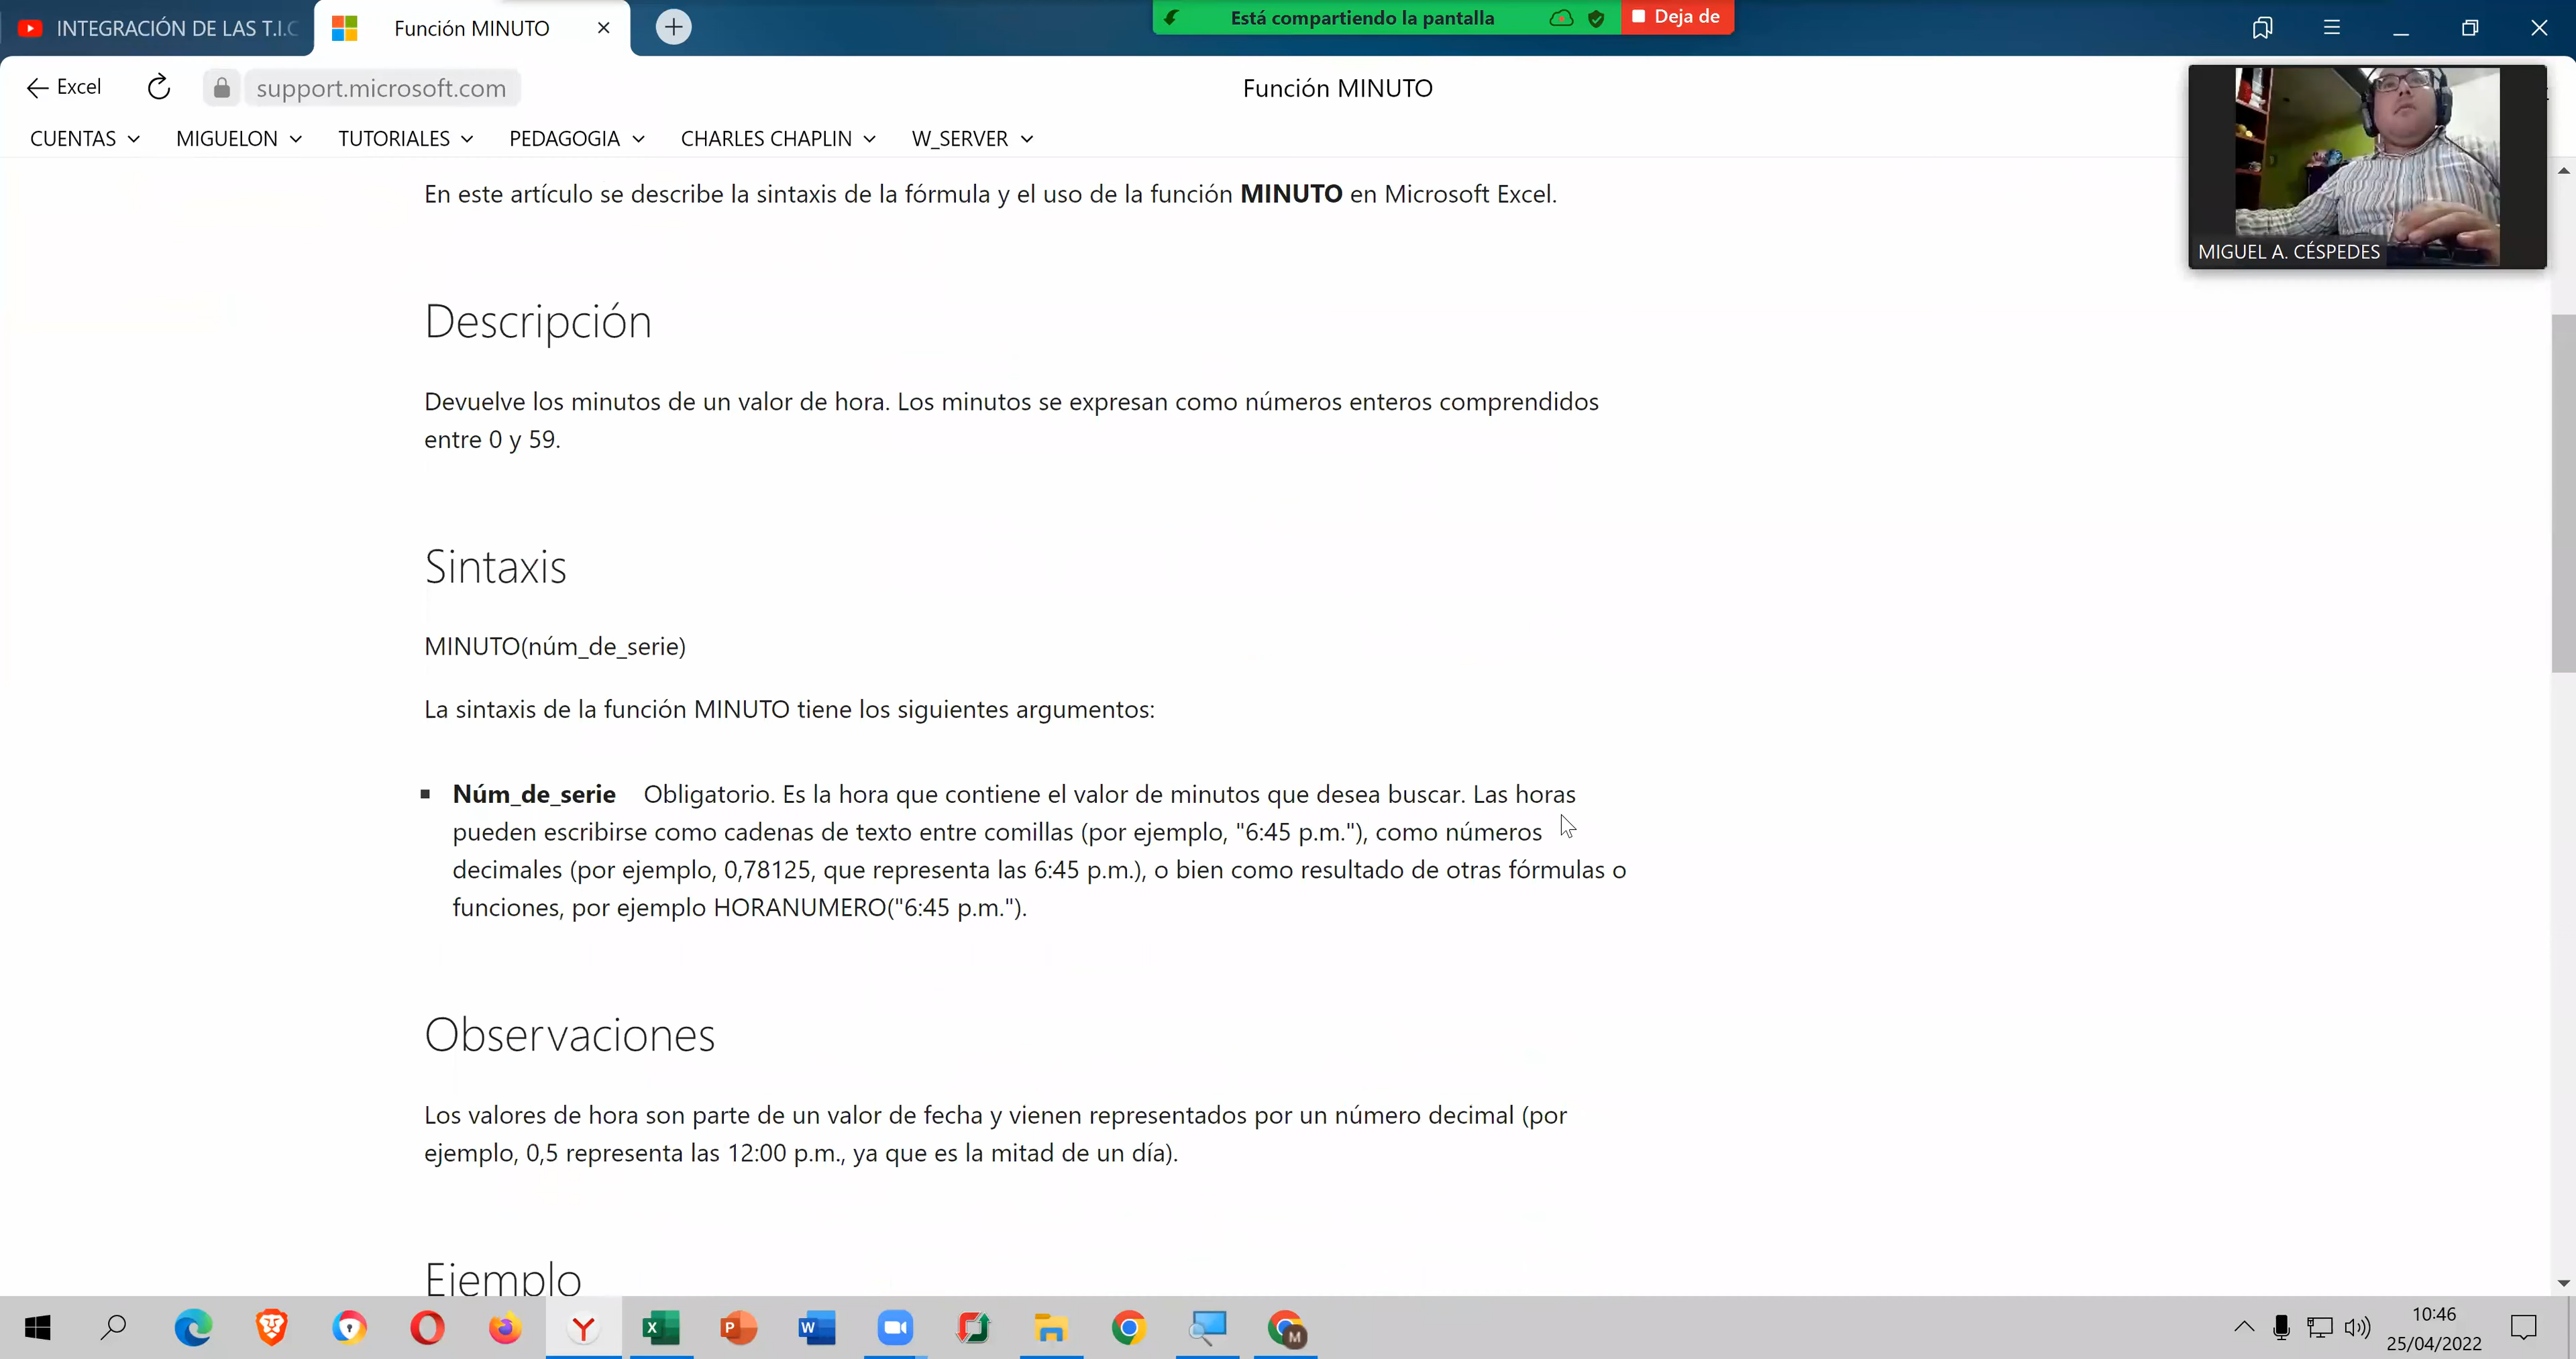 INTEGRACIÓN DE LAS T.I.C
Función MINUTO
Está compartiendo la pantalla
Deja de
Excel
support.microsoft.com
Función MINUTO
CUENTAS
MIGUELON
TUTORIALES
PEDAGOGIA
CHARLES CHAPLIN
W_SERVER
MIGUEL A. CÉSPEDES
En este artículo se describe la sintaxis de la fórmula y el uso de la función MINUTO en Microsoft Excel.
Descripción
Devuelve los minutos de un valor de hora. Los minutos se expresan como números enteros comprendidos
entre 0 y 59.
Sintaxis
MINUTO(núm_de_serie)
La sintaxis de la función MINUTO tiene los siguientes argumentos:
Núm_de_serie Obligatorio. Es la hora que contiene el valor de minutos que desea buscar. Las horas
pueden escribirse como cadenas de texto entre comillas (por ejemplo, "6:45 p.m."), como números
decimales (por ejemplo, 0,78125, que representa las 6:45 p.m.), o bien como resultado de otras fórmulas o
funciones, por ejemplo HORANUMERO("6:45 p.m.").
Observaciones
Los valores de hora son parte de un valor de fecha y vienen representados por un número decimal (por
ejemplo, 0,5 representa las 12:00 p.m., ya que es la mitad de un día).
Ejemplo
10:46
25/04/2022